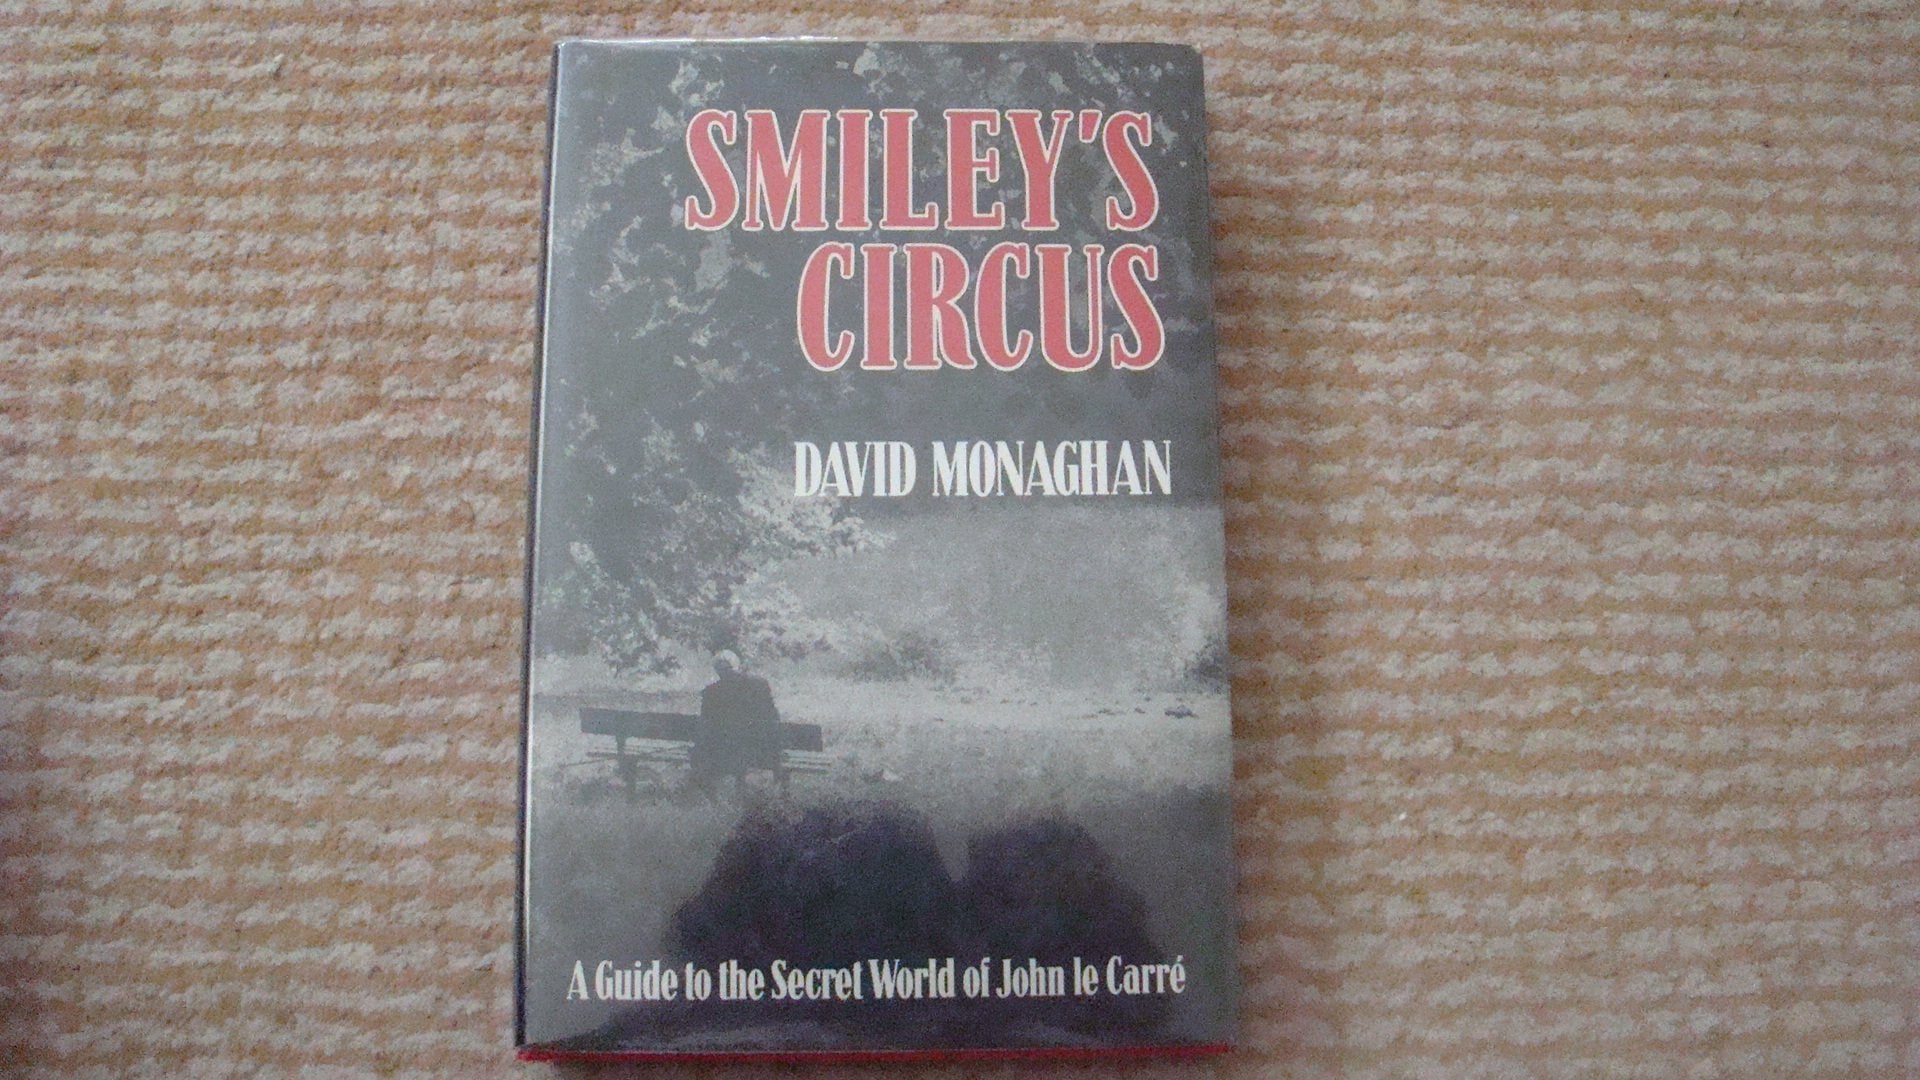 SMILEY'S
CIRCUS
DAVID MONAGHAN
A Guide to the Secret World of John le Carré